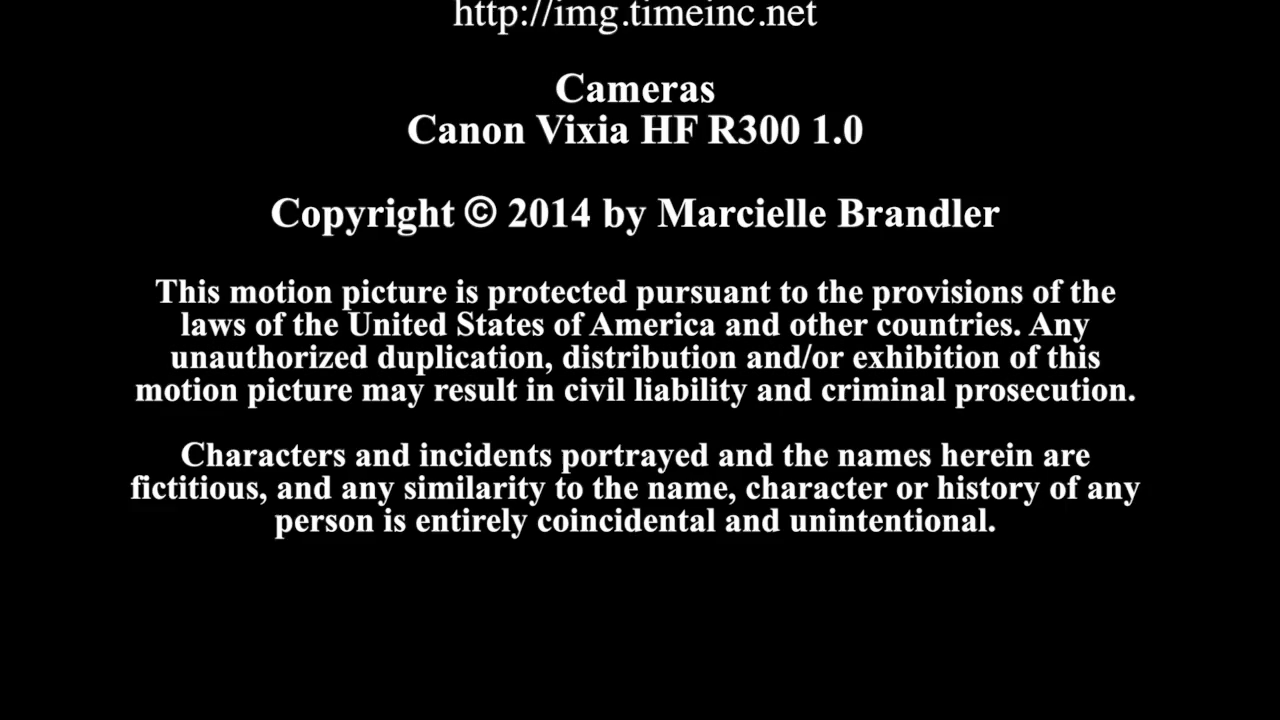 http://img.timeinc.net
Cameras
Canon Vixia HF R300 1.0
Copyright © 2014 by Marcielle Brandler
This motion picture is protected pursuant to the provisions of the
laws of the United States of America and other countries. Any
unauthorized duplication, distribution and/or exhibition of this
motion picture may result in civil liability and criminal prosecution.
Characters and incidents portrayed and the names herein are
fictitious, and any similarity to the name, character or history of any
person is entirely coincidental and unintentional.